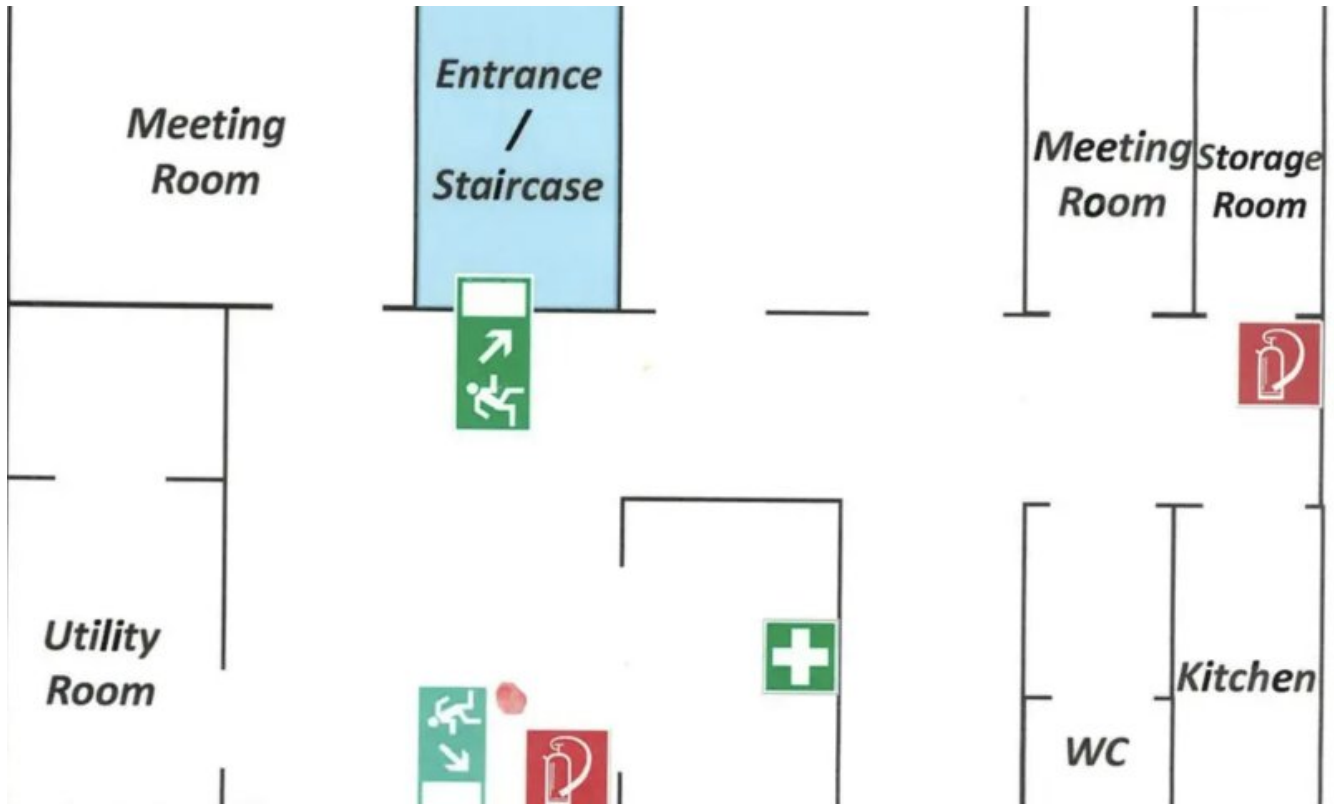 Entrance
/
Staircase
Meeting
Room
Meeting
Room
Storage
Room
Utility
Room
Kitchen
WC